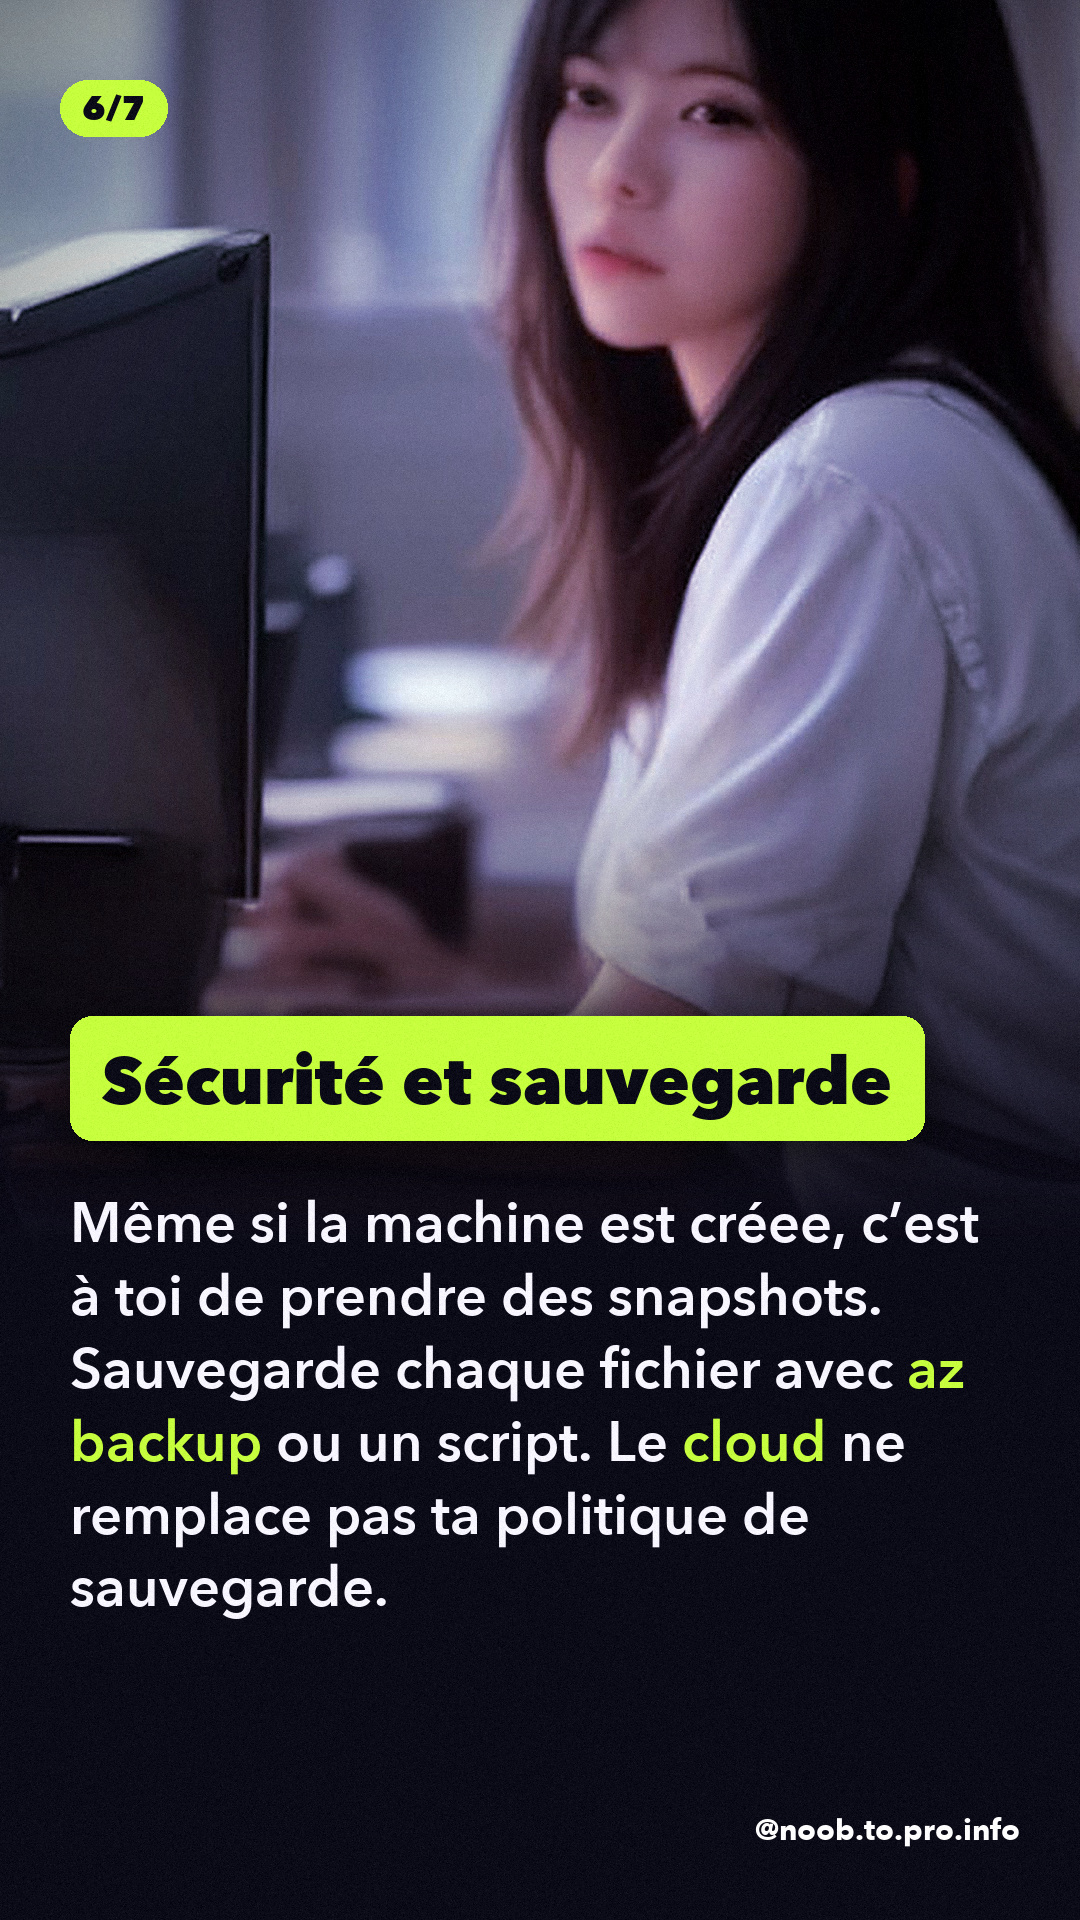 6/7
Sécurité et sauvegarde
Même si la machine est créee, c’est
à toi de prendre des snapshots.
Sauvegarde chaque fichier avec az
backup ou un script. Le cloud ne
remplace pas ta politique de
sauvegarde.
@noob.to.pro.info